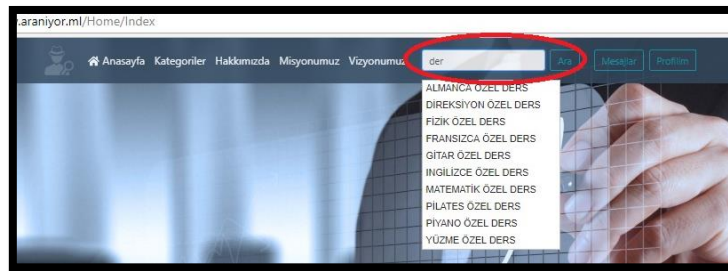 .araniyor.ml/Home/Index
Anasayfa Kategoriler Hakkımızda Misyonumuz Vizyonumuz der Ara Mesajlar Profilim
ALMANCA ÖZEL DERS
DİREKSİYON ÖZEL DERS
FİZİK ÖZEL DERS
FRANSIZCA ÖZEL DERS
GİTAR ÖZEL DERS
INGİLİZCE ÖZEL DERS
MATEMATİK ÖZEL DERS
PİLATES ÖZEL DERS
PİYANO ÖZEL DERS
YÜZME ÖZEL DERS